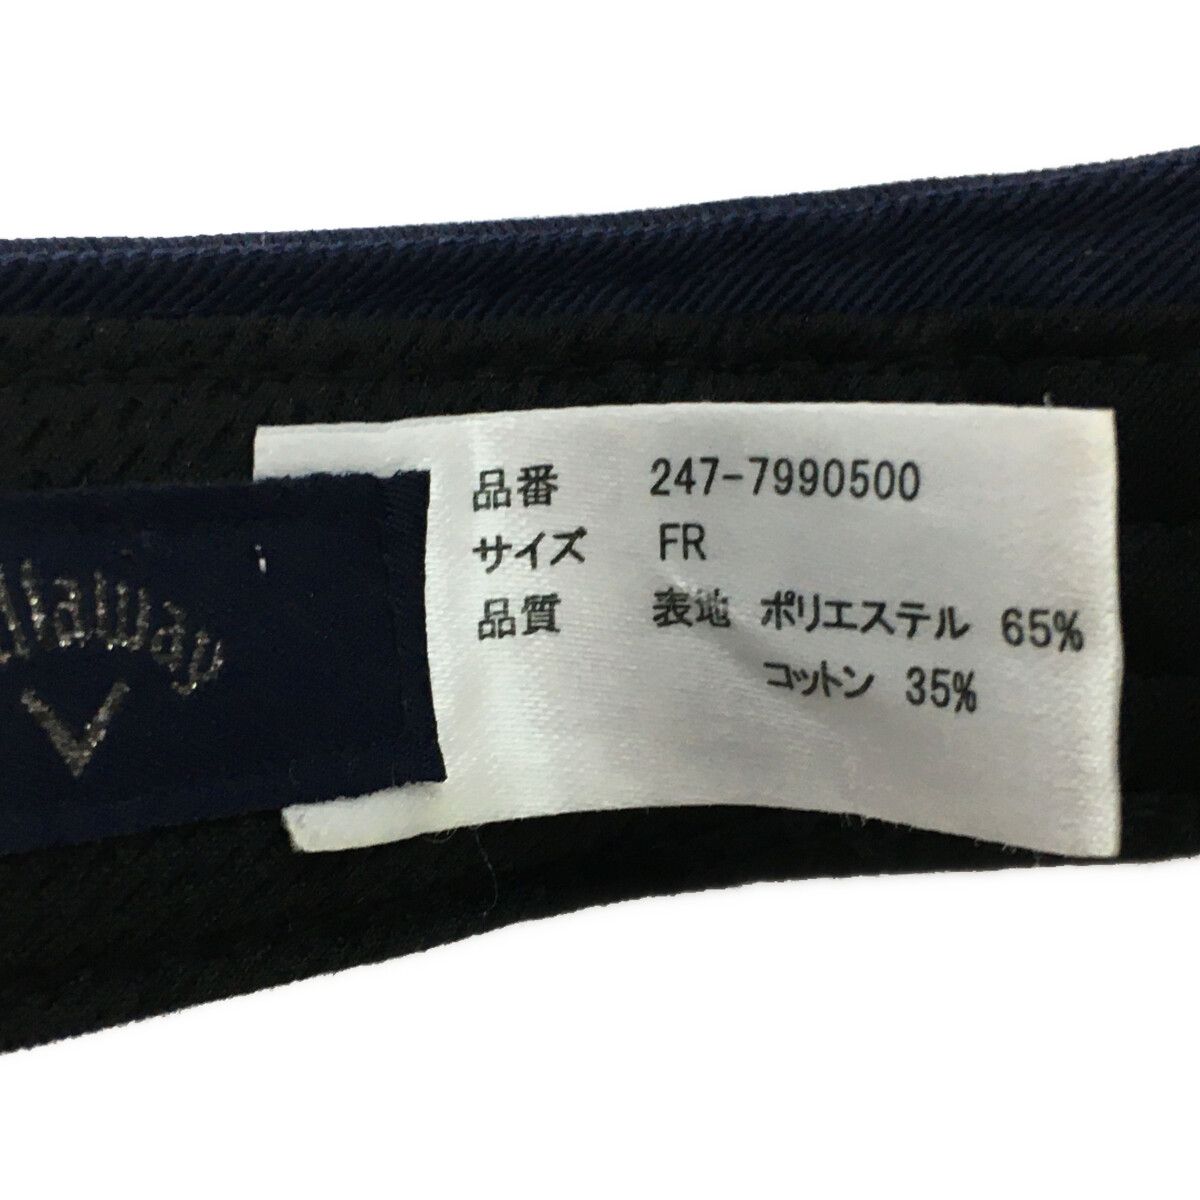 品番 247-7990500
サイズ FR
品質 表地 ポリエステル 65%
コットン 35%